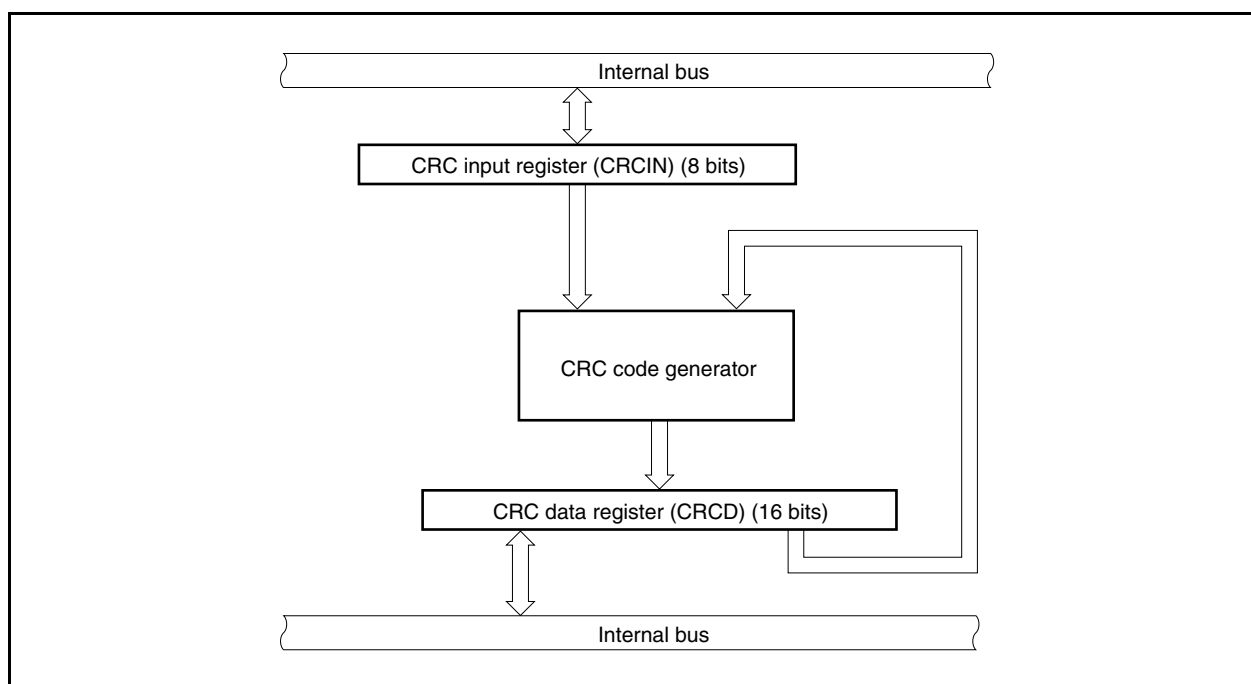 Internal bus
CRC input register (CRCIN) (8 bits)
CRC code generator
CRC data register (CRCD) (16 bits)
Internal bus